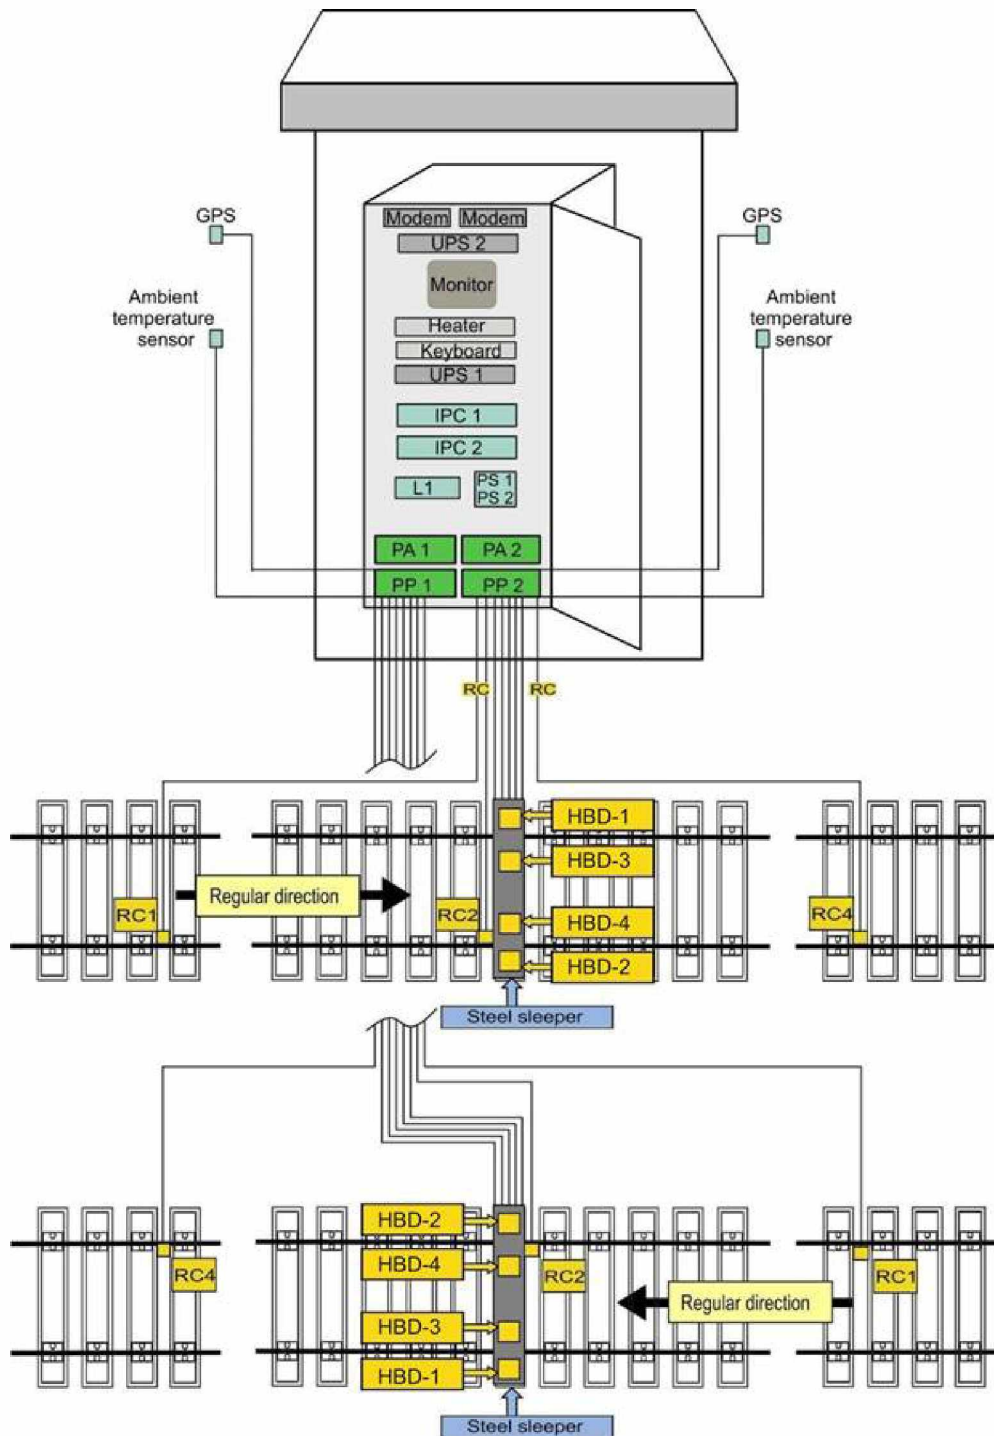 Modem Modem
UPS 2
GPS
GPS
Monitor
Ambient
temperature
sensor
Ambient
temperature
sensor
Heater
Keyboard
UPS 1
IPC 1
IPC 2
L1
PS 1
PS 2
PA 1
PA 2
PP 1
PP 2
RC
RC
HBD-1
HBD-3
Regular direction
RC1
RC2
HBD-4
RC4
HBD-2
Steel sleeper
HBD-2
HBD-4
RC4
RC2
RC1
Regular direction
HBD-3
HBD-1
Steel sleeper